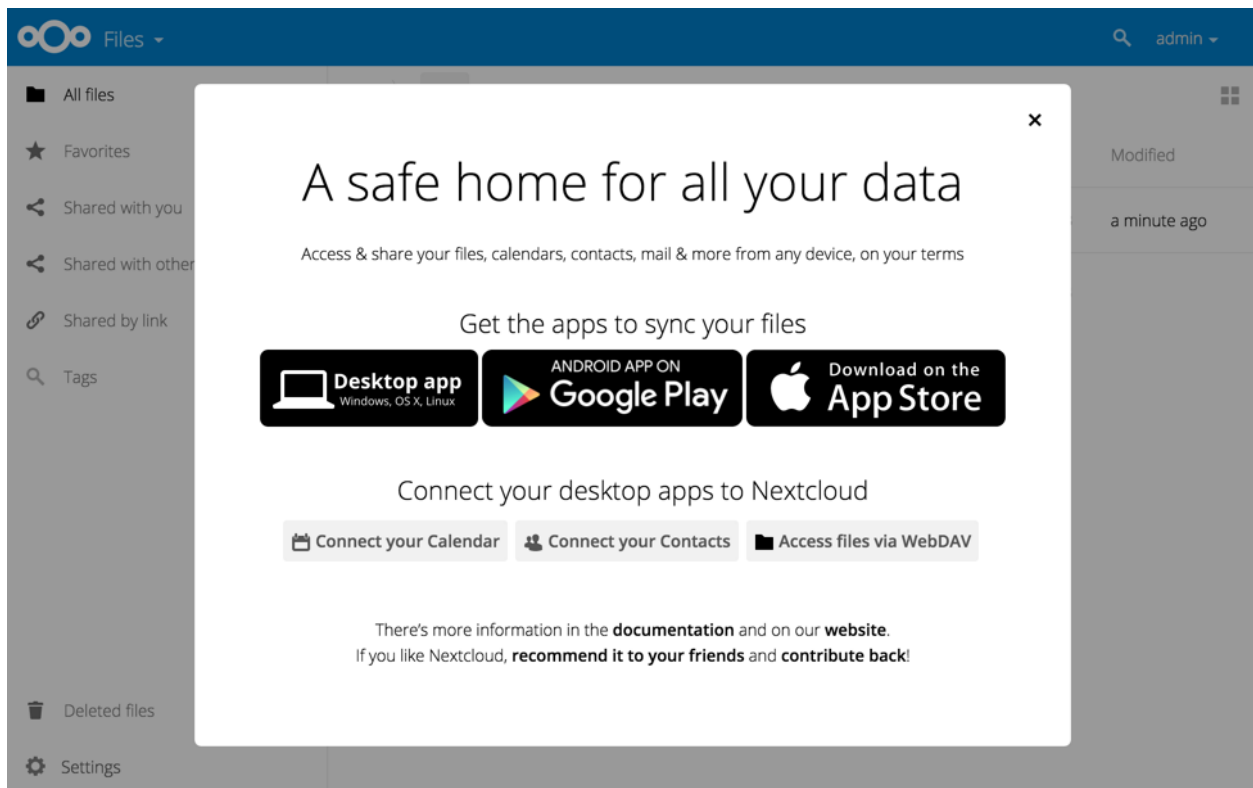 Files
admin
All files
Favorites
Shared with you
Shared with other
Shared by link
Tags
Deleted files
Settings
Modified
a minute ago
A safe home for all your data
Access & share your files, calendars, contacts, mail & more from any device, on your terms
Get the apps to sync your files
Desktop app
Windows, OS X, Linux
ANDROID APP ON
Google Play
Download on the
App Store
Connect your desktop apps to Nextcloud
Connect your Calendar
Connect your Contacts
Access files via WebDAV
There's more information in the documentation and on our website.
If you like Nextcloud, recommend it to your friends and contribute back!